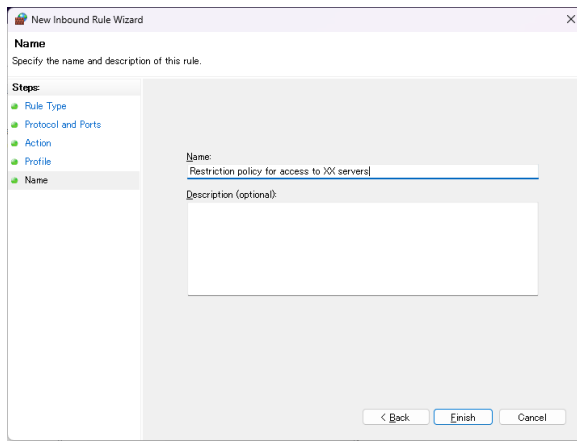 New Inbound Rule Wizard
Name
Specify the name and description of this rule.
Steps:
Rule Type
Protocol and Ports
Action
Profile
Name
Name:
Restriction policy for access to XX servers
Description (optional):
< Back
Finish
Cancel